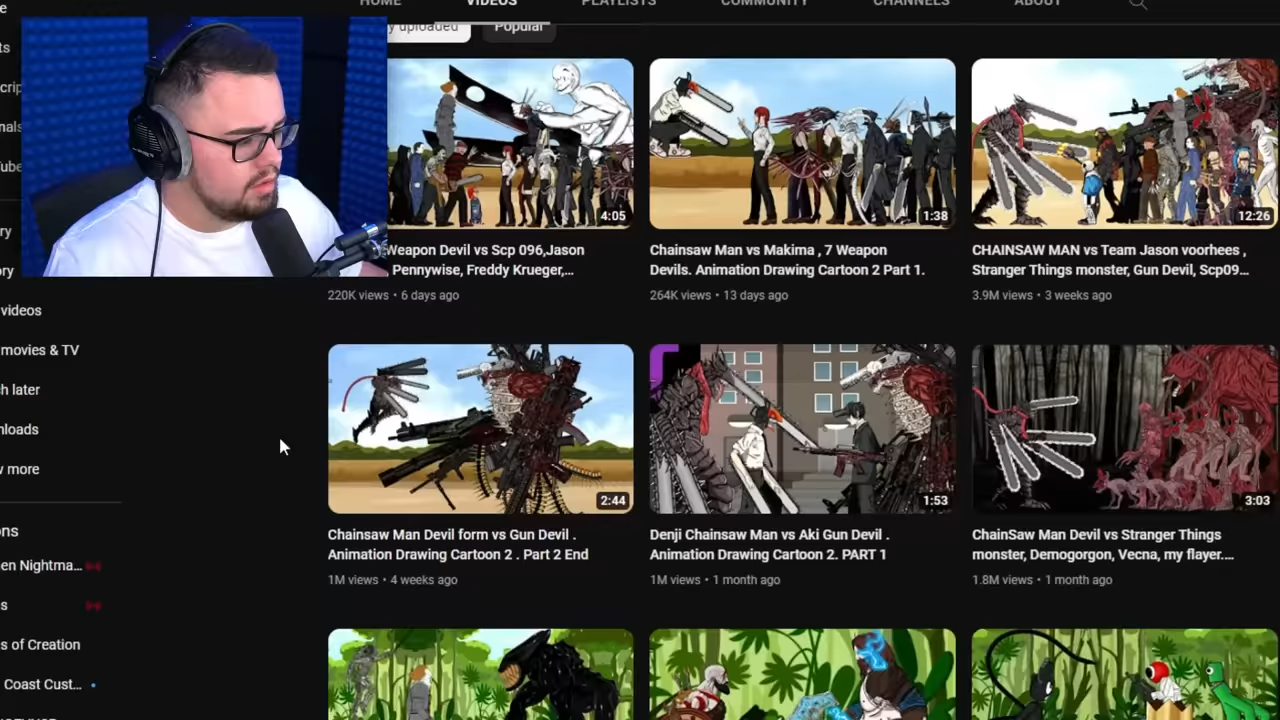 HOME VIDEOS PLAYLISTS COMMUNITY CHANNELS ABOUT
y uploaded Popular
4:05
1:38
12:26
Weapon Devil vs Scp 096,Jason
Pennywise, Freddy Krueger,...
220K views • 6 days ago
Chainsaw Man vs Makima , 7 Weapon
Devils. Animation Drawing Cartoon 2 Part 1.
264K views • 13 days ago
CHAINSAW MAN vs Team Jason voorhees ,
Stranger Things monster, Gun Devil, Scp09...
3.9M views • 3 weeks ago
videos
movies & TV
h later
nloads
w more
ons
en Nightma...
s
s of Creation
Coast Cust...
2:44
1:53
3:03
Chainsaw Man Devil form vs Gun Devil .
Animation Drawing Cartoon 2 . Part 2 End
1M views • 4 weeks ago
Denji Chainsaw Man vs Aki Gun Devil .
Animation Drawing Cartoon 2. PART 1
1M views • 1 month ago
ChainSaw Man Devil vs Stranger Things
monster, Demogorgon, Vecna, my flayer....
1.8M views • 1 month ago